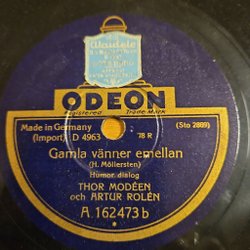 ODEON
Registered Trade Mark
Made in Germany
(Sto 2889)
(Import.) D 4963
78 R
Gamla vänner emellan
(H. Möllersten)
Humor. dialog
THOR MODÉEN
och ARTUR ROLÉN
A 162473 b